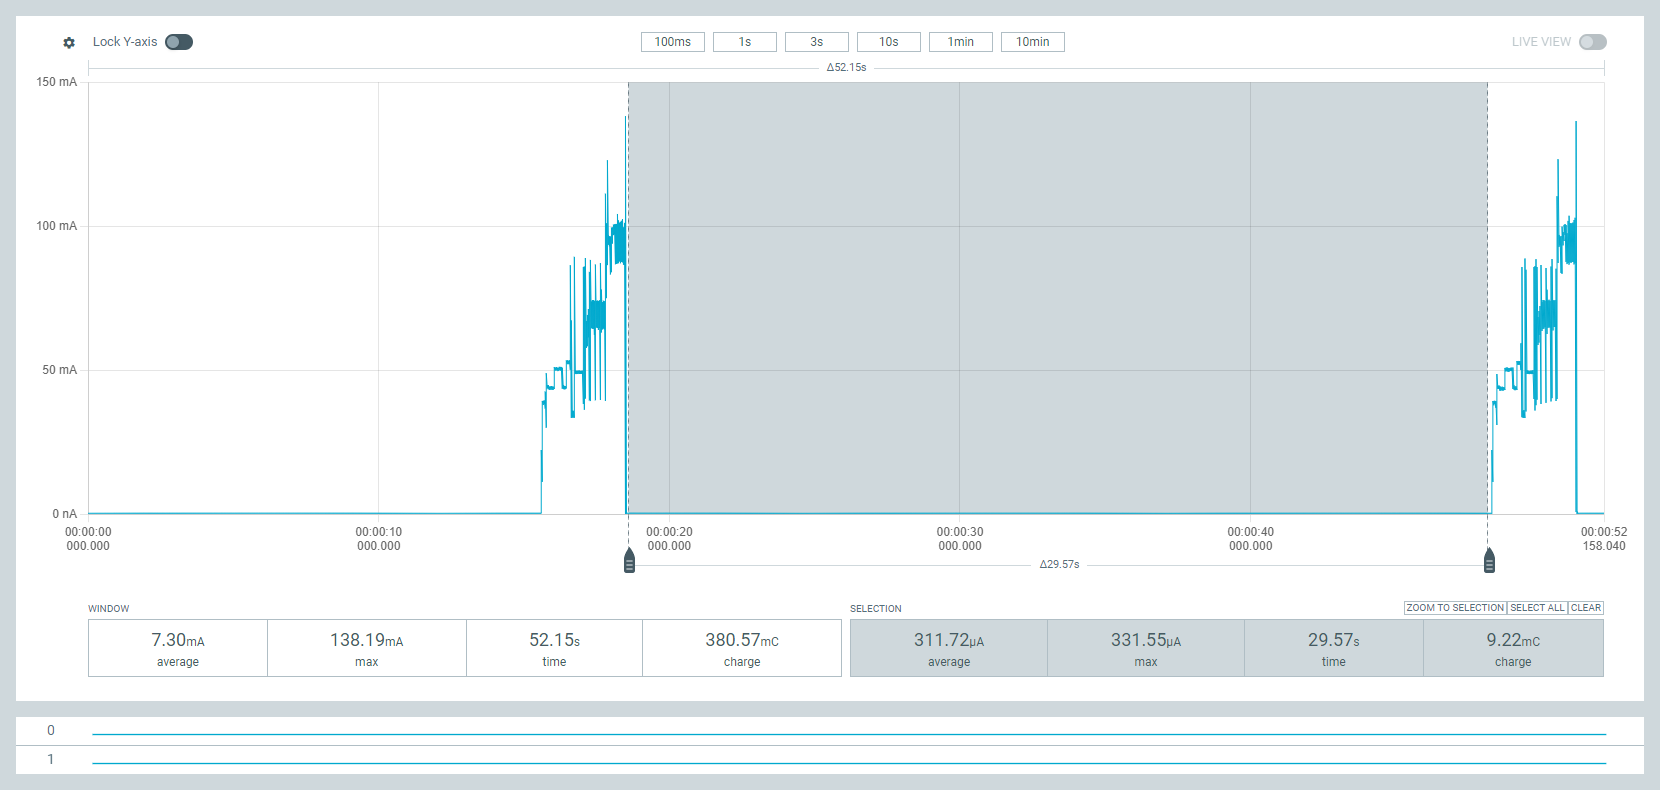 Lock Y-axis
100ms 1s 3s 10s 1min 10min
LIVE VIEW
Δ52.15s
150 mA
100 mA
50 mA
0 nA
00:00:00 00:00:10 00:00:20 00:00:30 00:00:40 00:00:52
000.000 000.000 000.000 000.000 000.000 158.040
Δ29.57s
WINDOW
7.30mA 138.19mA 52.15s 380.57mC
average max time charge
SELECTION
ZOOM TO SELECTION SELECT ALL CLEAR
311.72µA 331.55µA 29.57s 9.22mC
average max time charge
0
1